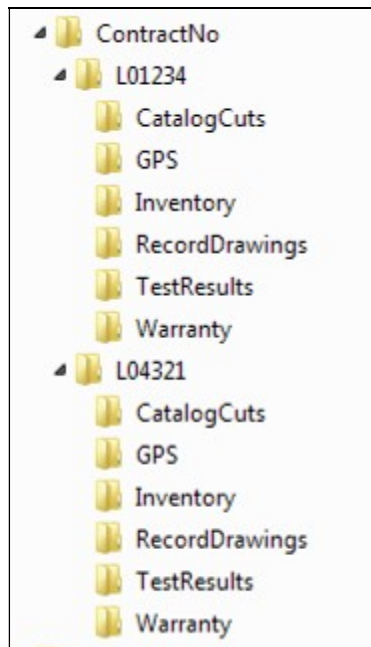 ContractNo
L01234
CatalogCuts
GPS
Inventory
RecordDrawings
TestResults
Warranty
L04321
CatalogCuts
GPS
Inventory
RecordDrawings
TestResults
Warranty